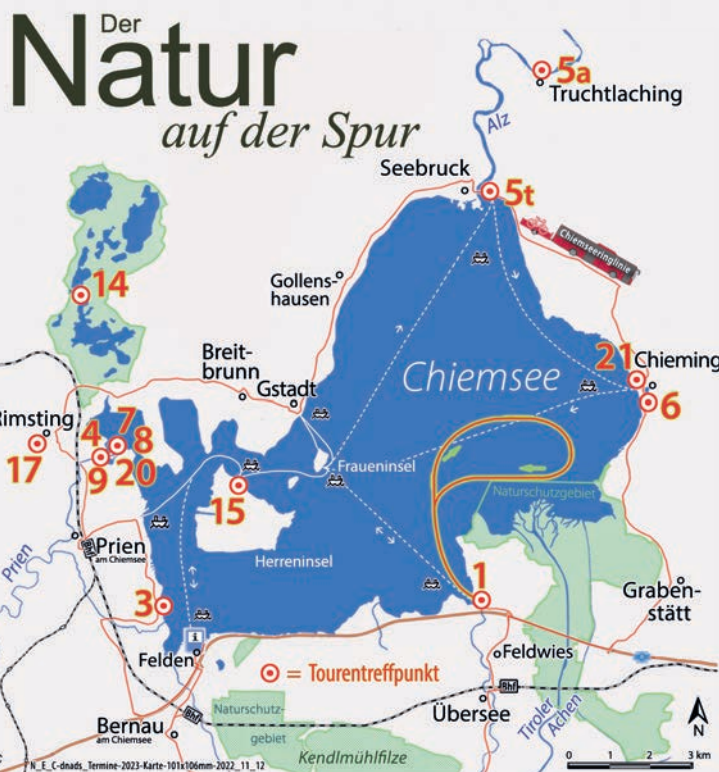 Der
Natur
auf der Spur
5a
Truchtlaching
Alz
Seebruck
5t
Chiemseeringlinie
14
Gollens-
hausen
Breit-
brunn
Gstadt
Chiemsee
21
Chieming
6
Rimsting
17
4
7
8
9
20
15
Fraueninsel
Naturschutzgebiet
Herreninsel
Prien
am Chiemsee
Bhf
Prien
3
1
Graben-
stätt
i
Felden
= Tourentreffpunkt
Feldwies
Bhf
Übersee
Tiroler
Achen
Naturschutz-
gebiet
Bhf
Bernau
am Chiemsee
Kendlmühlfilze
N
0 1 2 3 km
N_E_C-dnads_Termine-2023-Karte-101x106mm-2022_11_12